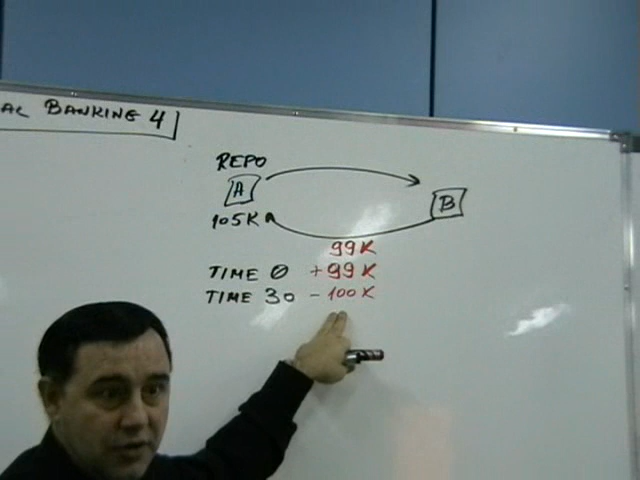 AL BANKING 4
REPO
A
B
105K
99K
TIME 0 +99K
TIME 30 -100K